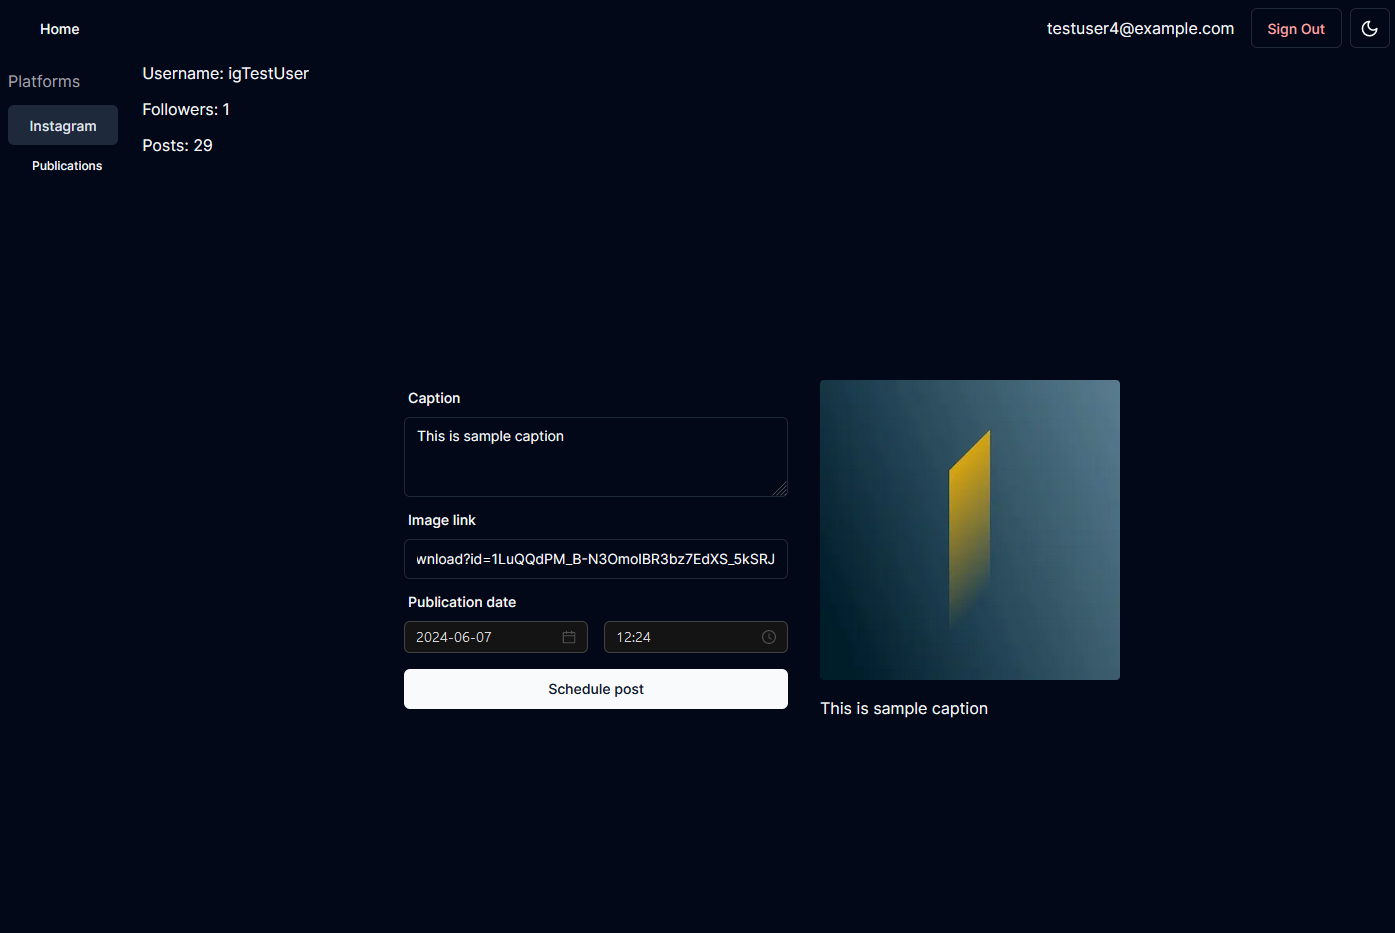 Home
testuser4@example.com
Sign Out
Platforms
Instagram
Publications
Username: igTestUser
Followers: 1
Posts: 29
Caption
This is sample caption
Image link
wnload?id=1LuQQdPM_B-N3OmolBR3bz7EdXS_5kSRJ
Publication date
2024-06-07
12:24
Schedule post
This is sample caption